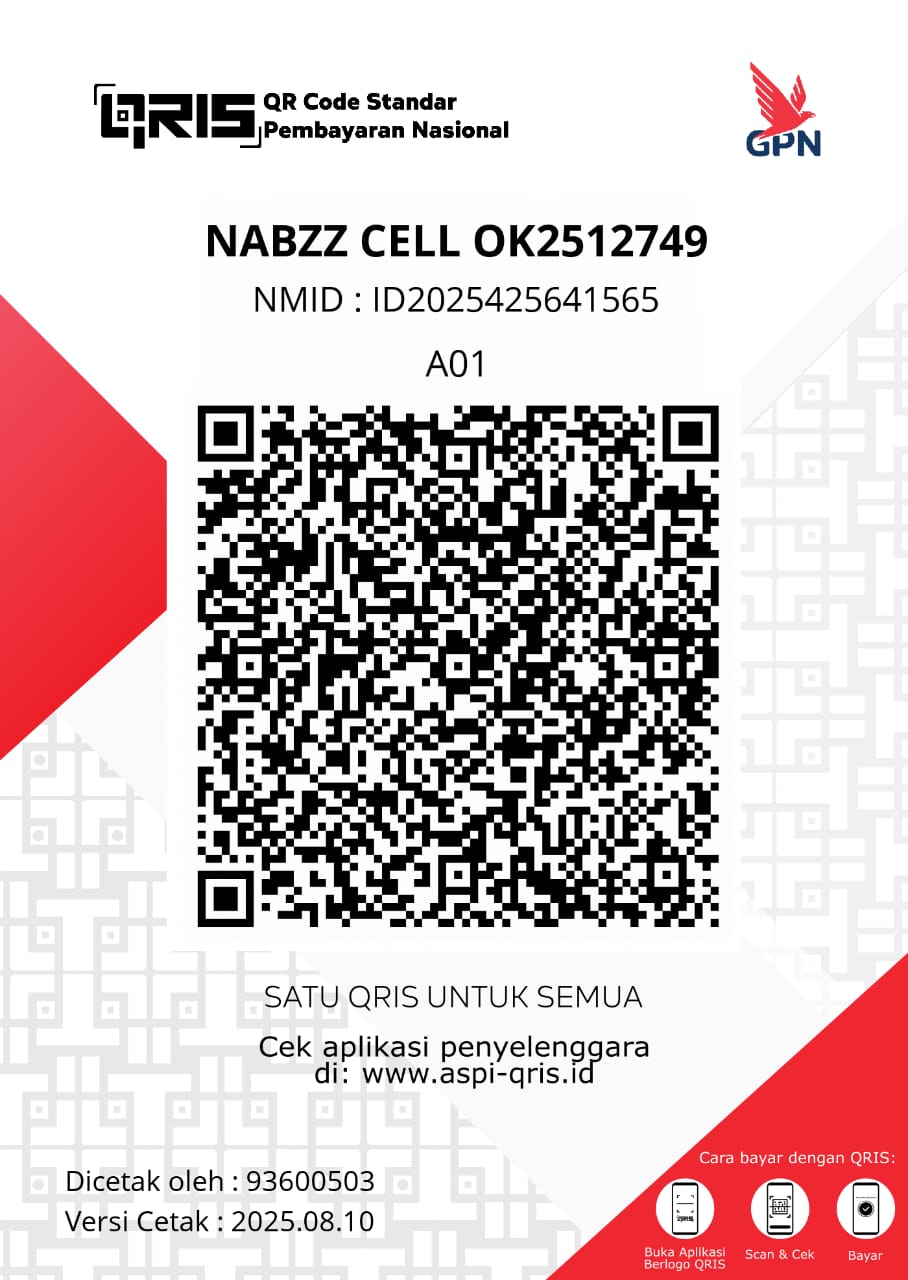 QRIS
QR Code Standar
Pembayaran Nasional
GPN
NABZZ CELL OK2512749
NMID : ID2025425641565
A01
SATU QRIS UNTUK SEMUA
Cek aplikasi penyelenggara
di: www.aspi-qris.id
Dicetak oleh : 93600503
Versi Cetak : 2025.08.10
Cara bayar dengan QRIS:
Buka Aplikasi
Berlogo QRIS
Scan & Cek
Bayar